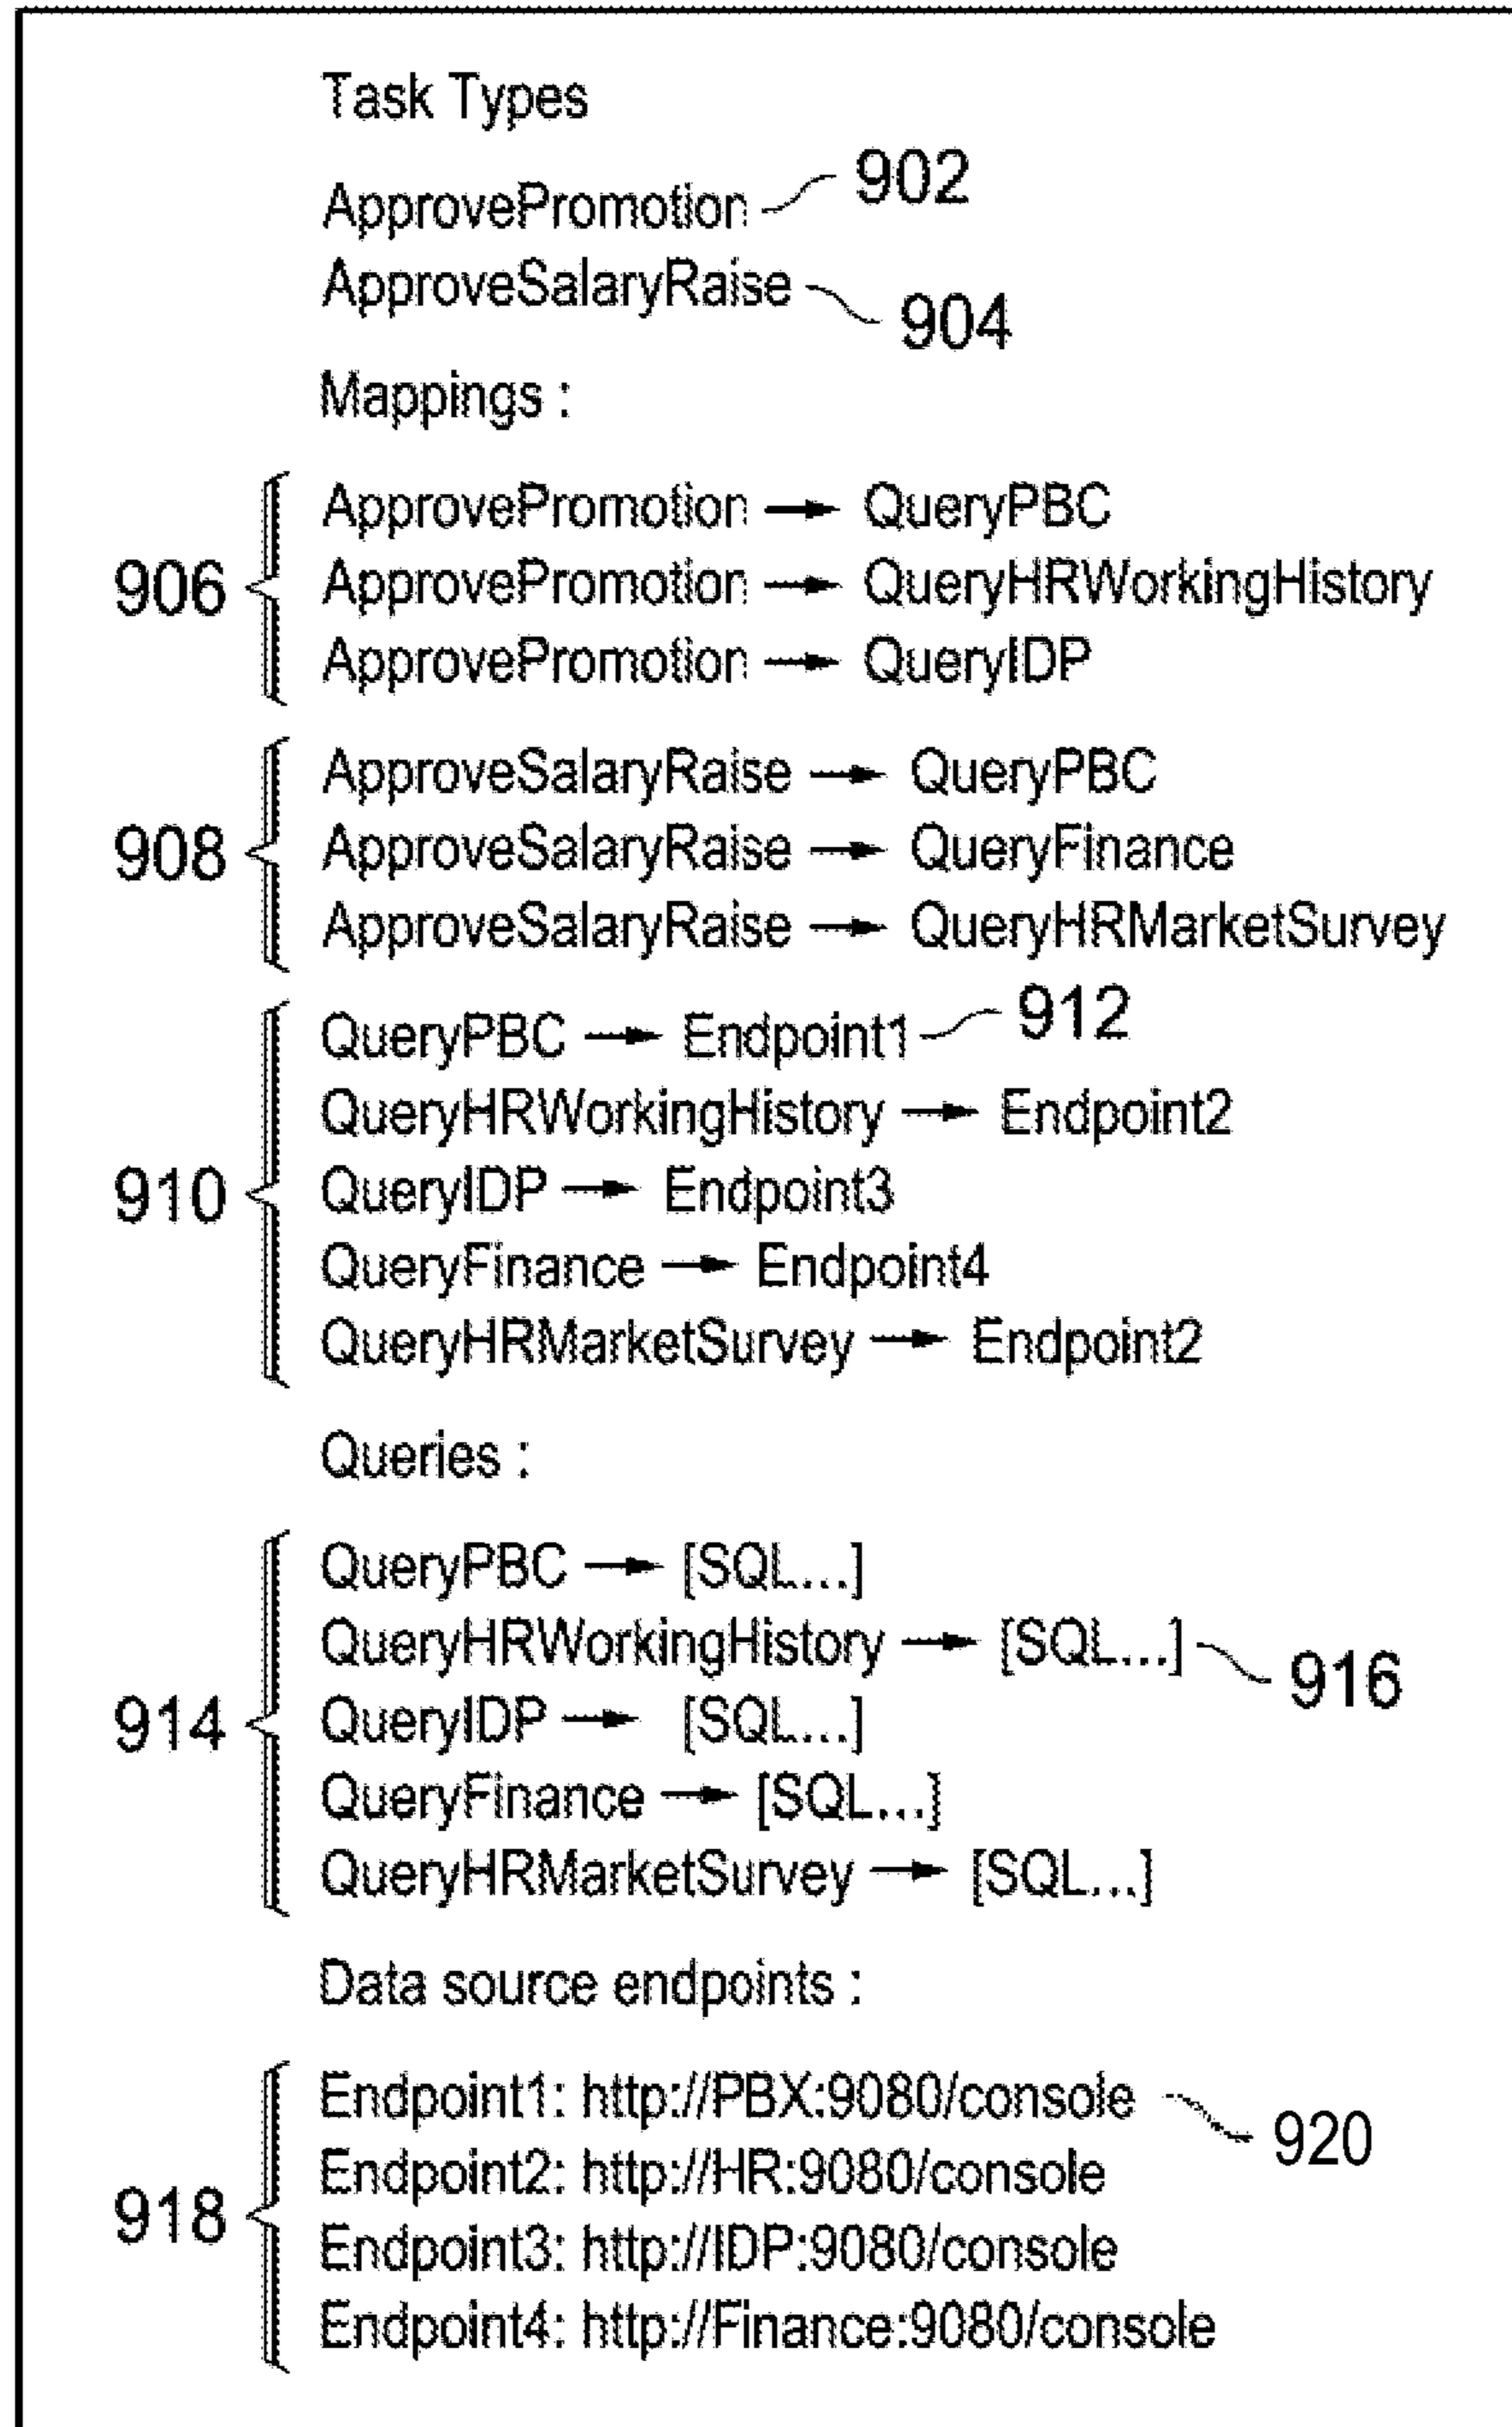 Task Types
ApprovePromotion 902
ApproveSalaryRaise 904
Mappings :
ApprovePromotion → QueryPBC
906 ApprovePromotion → QueryHRWorkingHistory
ApprovePromotion → QueryIDP
ApproveSalaryRaise → QueryPBC
908 ApproveSalaryRaise → QueryFinance
ApproveSalaryRaise → QueryHRMarketSurvey
QueryPBC → Endpoint1 912
QueryHRWorkingHistory → Endpoint2
910 QueryIDP → Endpoint3
QueryFinance → Endpoint4
QueryHRMarketSurvey → Endpoint2
Queries :
QueryPBC → [SQL...]
QueryHRWorkingHistory → [SQL...] 916
914 QueryIDP → [SQL...]
QueryFinance → [SQL...]
QueryHRMarketSurvey → [SQL...]
Data source endpoints :
Endpoint1: http://PBX:9080/console 920
Endpoint2: http://HR:9080/console
918 Endpoint3: http://IDP:9080/console
Endpoint4: http://Finance:9080/console